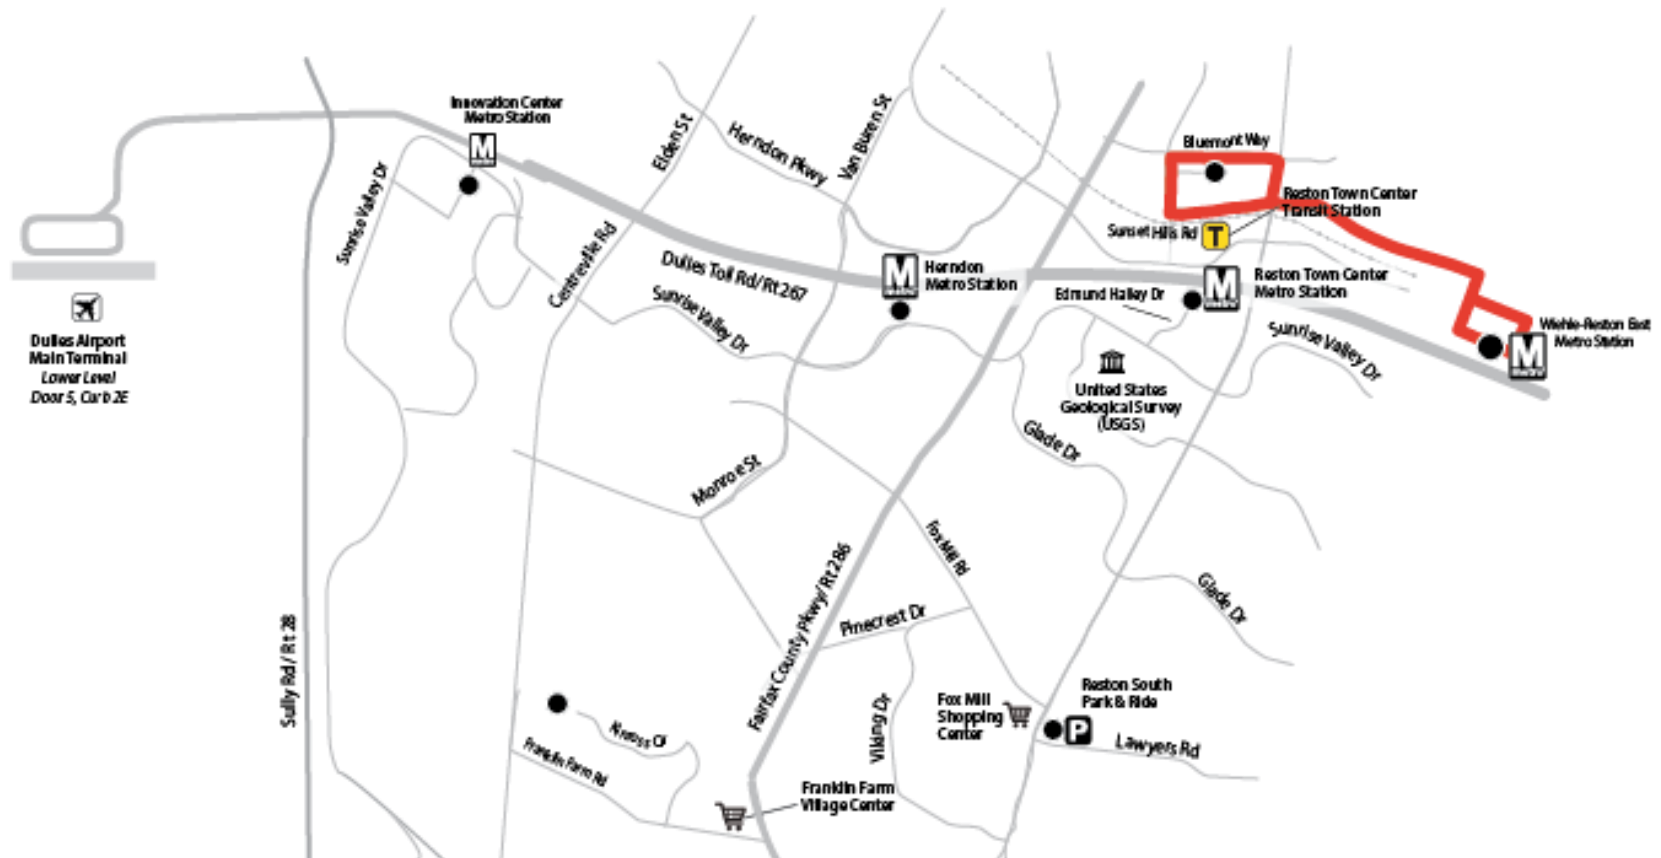 Innovation Center
Metro Station
M
Elden St
Herndon Pkwy
Van Buren St
Bluemont Way
Reston Town Center
Transit Station
Sunset Hills Rd
T
Sunrise Valley Dr
Centreville Rd
Dulles Toll Rd/Rt 267
M
Herndon
Metro Station
M
Reston Town Center
Metro Station
Edmund Halley Dr
Sunrise Valley Dr
Sunrise Valley Dr
Wiehle-Reston East
Metro Station
M
Dulles Airport
Main Terminal
Lower Level
Door 5, Curb 2E
United States
Geological Survey
(USGS)
Glade Dr
Monroe St
Fox Mill Rd
Fairfax County Pkwy/Rt 286
Pinecrest Dr
Glade Dr
Sully Rd/Rt 28
Viking Dr
Fox Mill
Shopping
Center
Reston South
Park & Ride
P
Lawyers Rd
Franklin Farm Rd
Franklin Farm
Village Center